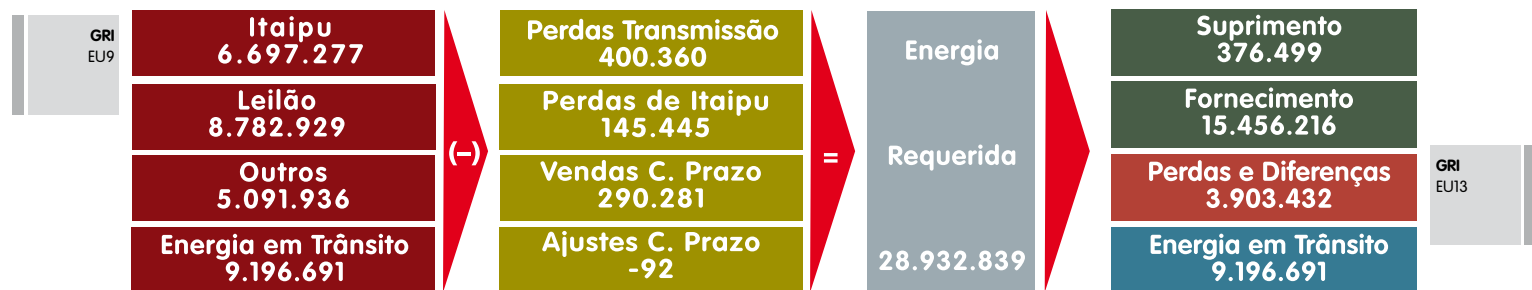 GRI
EU9
Itaipu
6.697.277
Leilão
8.782.929
Outros
5.091.936
Energia em Trânsito
9.196.691
(–)
Perdas Transmissão
400.360
Perdas de Itaipu
145.445
Vendas C. Prazo
290.281
Ajustes C. Prazo
-92
=
Energia
Requerida
28.932.839
Suprimento
376.499
Fornecimento
15.456.216
Perdas e Diferenças
3.903.432
Energia em Trânsito
9.196.691
GRI
EU13